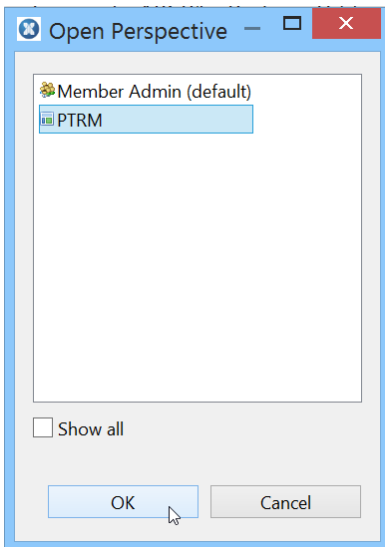 Open Perspective
Member Admin (default)
PTRM
Show all
OK
Cancel